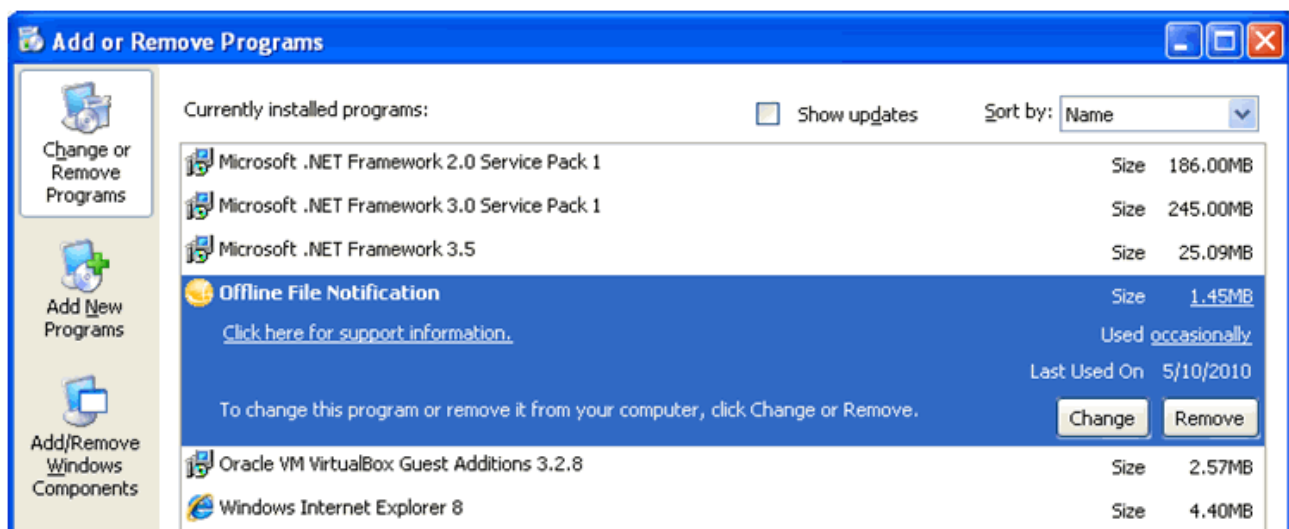 Add or Remove Programs
Change or
Remove
Programs
Add New
Programs
Add/Remove
Windows
Components
Currently installed programs:
Show updates
Sort by: Name
Microsoft .NET Framework 2.0 Service Pack 1 Size 186.00MB
Microsoft .NET Framework 3.0 Service Pack 1 Size 245.00MB
Microsoft .NET Framework 3.5 Size 25.09MB
Offline File Notification Size 1.45MB
Click here for support information. Used occasionally
Last Used On 5/10/2010
To change this program or remove it from your computer, click Change or Remove. Change Remove
Oracle VM VirtualBox Guest Additions 3.2.8 Size 2.57MB
Windows Internet Explorer 8 Size 4.40MB